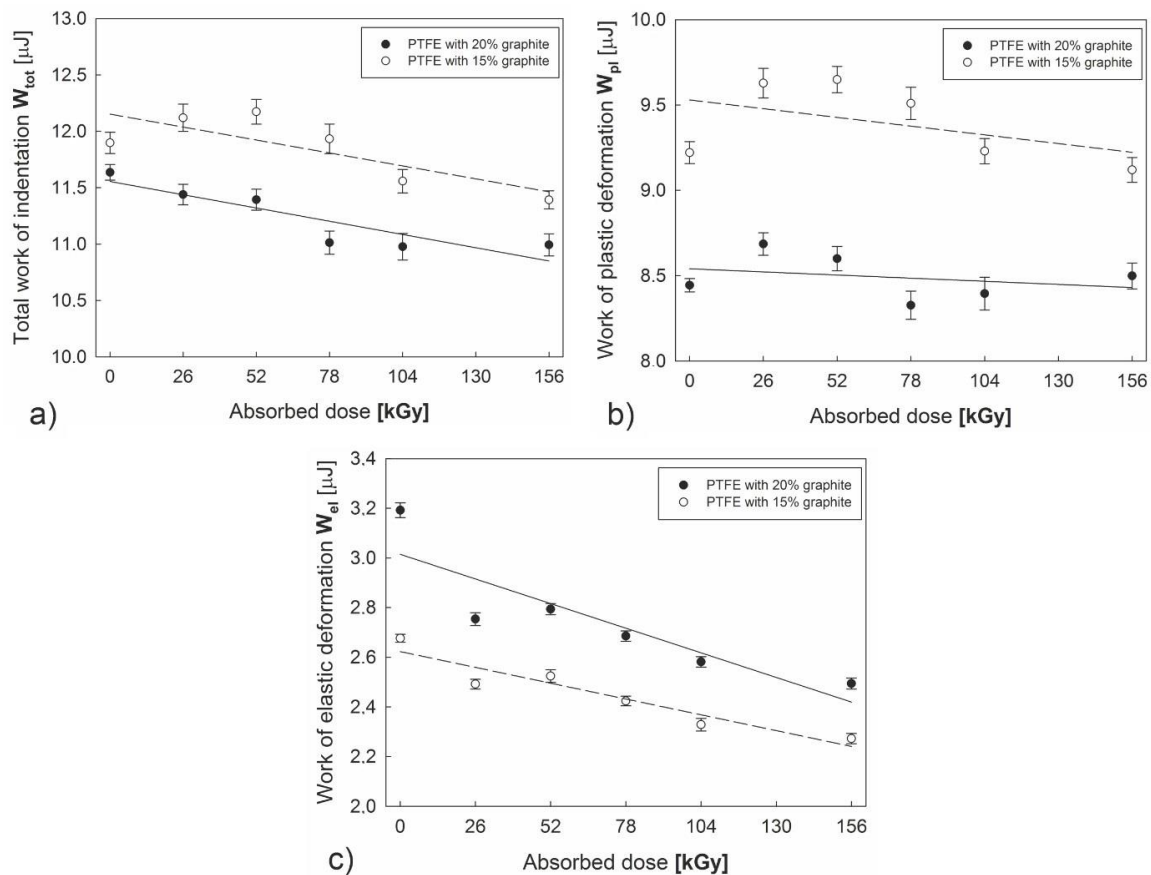 Total work of indentation W_tot [μJ]
13.0
12.5
12.0
11.5
11.0
10.5
10.0
PTFE with 20% graphite
PTFE with 15% graphite
0 26 52 78 104 130 156
Absorbed dose [kGy]
a)
Work of plastic deformation W_pl [μJ]
10.0
9.5
9.0
8.5
8.0
PTFE with 20% graphite
PTFE with 15% graphite
0 26 52 78 104 130 156
Absorbed dose [kGy]
b)
Work of elastic deformation W_el [μJ]
3.4
3.2
3.0
2.8
2.6
2.4
2.2
2.0
PTFE with 20% graphite
PTFE with 15% graphite
0 26 52 78 104 130 156
Absorbed dose [kGy]
c)